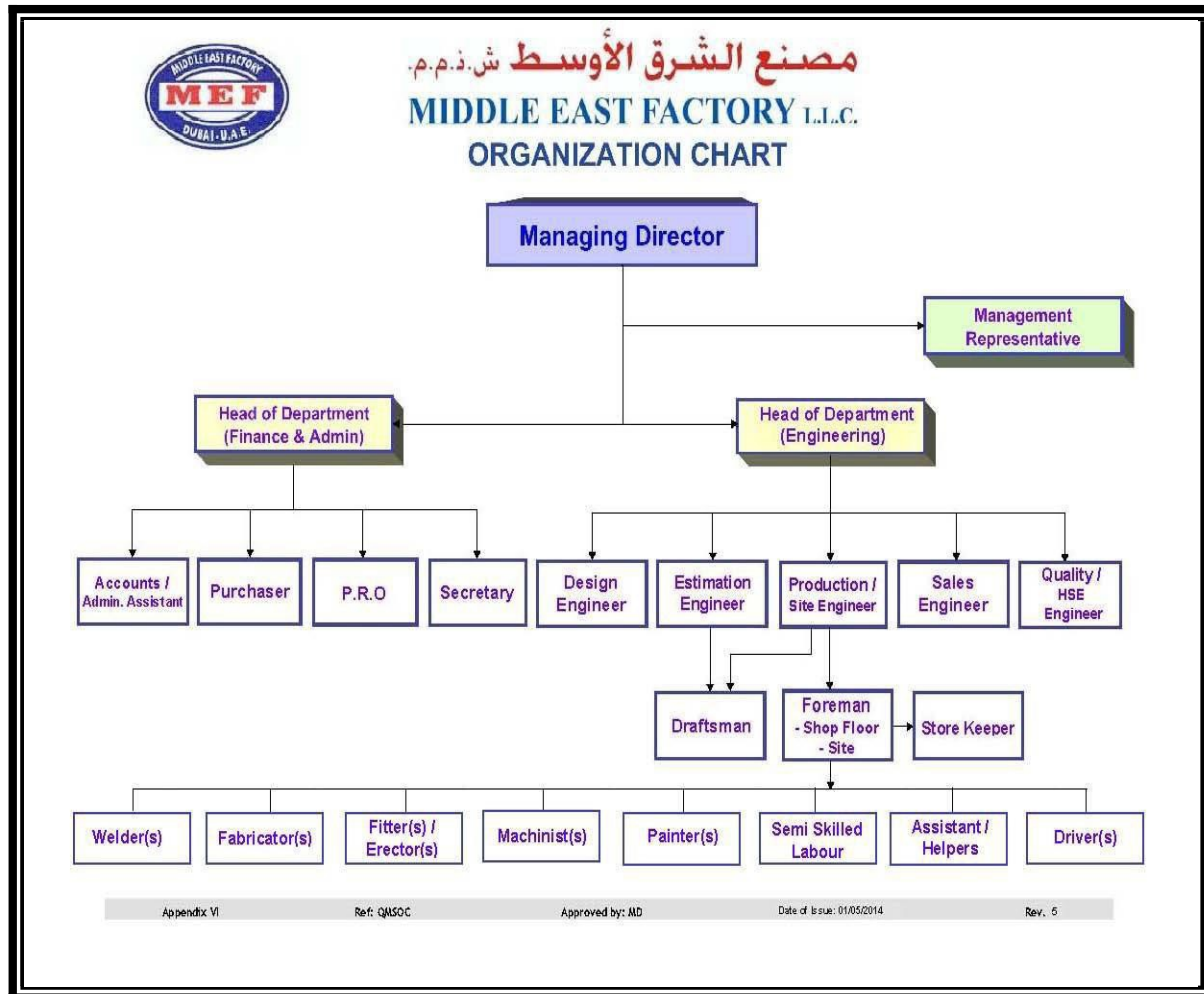 MIDDLE EAST FACTORY
MEF
DUBAI - U.A.E.
مصنع الشرق الأوسط ش.ذ.م.م.
MIDDLE EAST FACTORY L.L.C.
ORGANIZATION CHART
Managing Director
Management
Representative
Head of Department
(Finance & Admin)
Head of Department
(Engineering)
Accounts /
Admin. Assistant
Purchaser
P.R.O
Secretary
Design
Engineer
Estimation
Engineer
Production /
Site Engineer
Sales
Engineer
Quality /
HSE
Engineer
Draftsman
Foreman
- Shop Floor
- Site
Store Keeper
Welder(s)
Fabricator(s)
Fitter(s) /
Erector(s)
Machinist(s)
Painter(s)
Semi Skilled
Labour
Assistant /
Helpers
Driver(s)
Appendix VI Ref: QMSOC Approved by: MD Date of Issue: 01/05/2014 Rev. 5